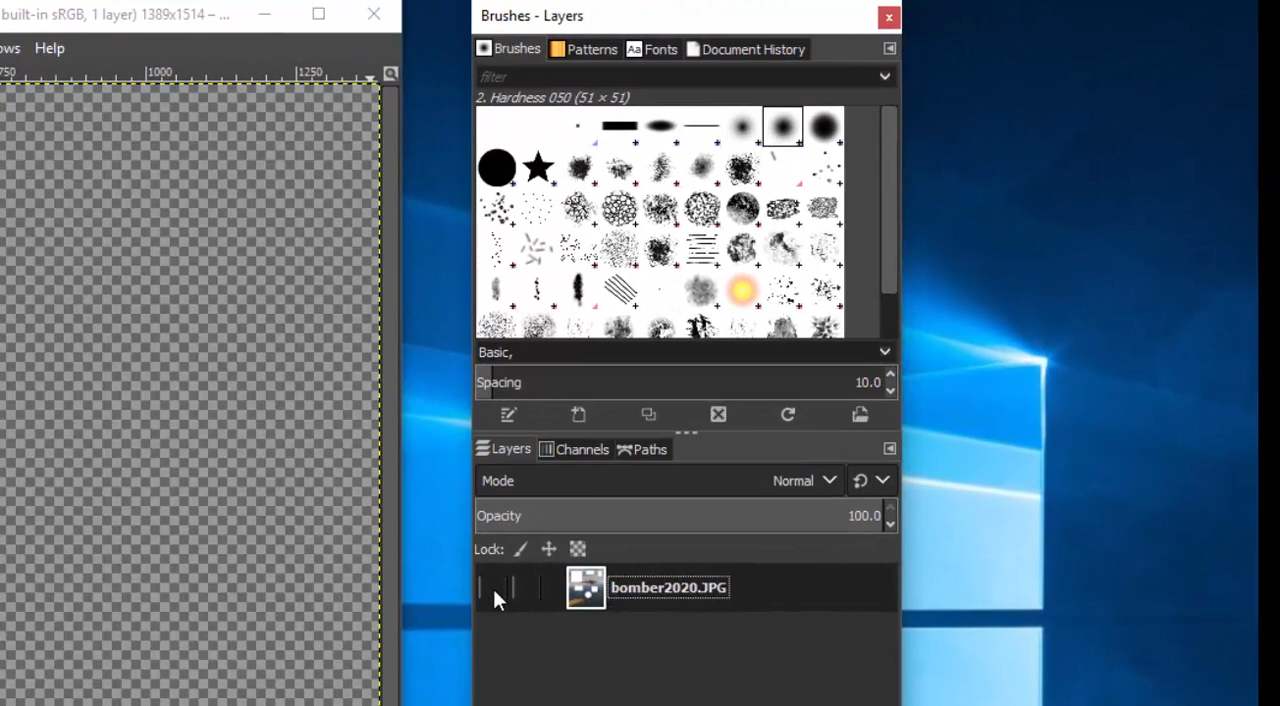 built-in sRGB, 1 layer) 1389x1514 – ...
ows Help
750 1000 1250
Brushes - Layers
Brushes Patterns Aa Fonts Document History
filter
2. Hardness 050 (51 × 51)
Basic,
Spacing 10.0
Layers Channels Paths
Mode Normal
Opacity 100.0
Lock:
bomber2020.JPG